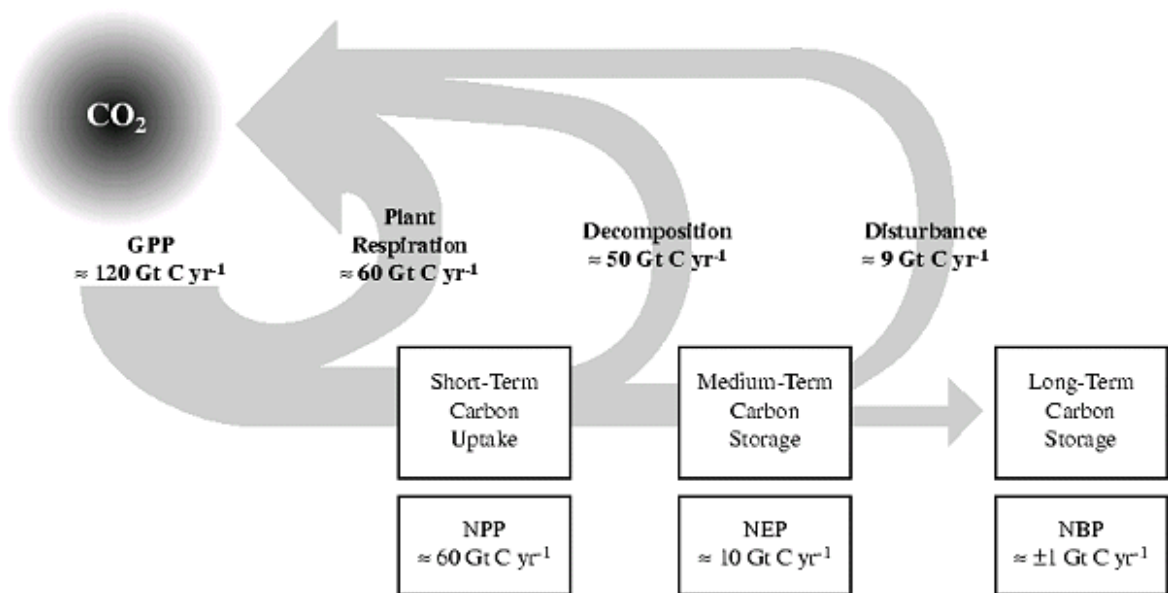 CO₂
GPP
≈ 120 Gt C yr⁻¹
Plant
Respiration
≈ 60 Gt C yr⁻¹
Decomposition
≈ 50 Gt C yr⁻¹
Disturbance
≈ 9 Gt C yr⁻¹
Short-Term
Carbon
Uptake
Medium-Term
Carbon
Storage
Long-Term
Carbon
Storage
NPP
≈ 60 Gt C yr⁻¹
NEP
≈ 10 Gt C yr⁻¹
NBP
≈ ±1 Gt C yr⁻¹